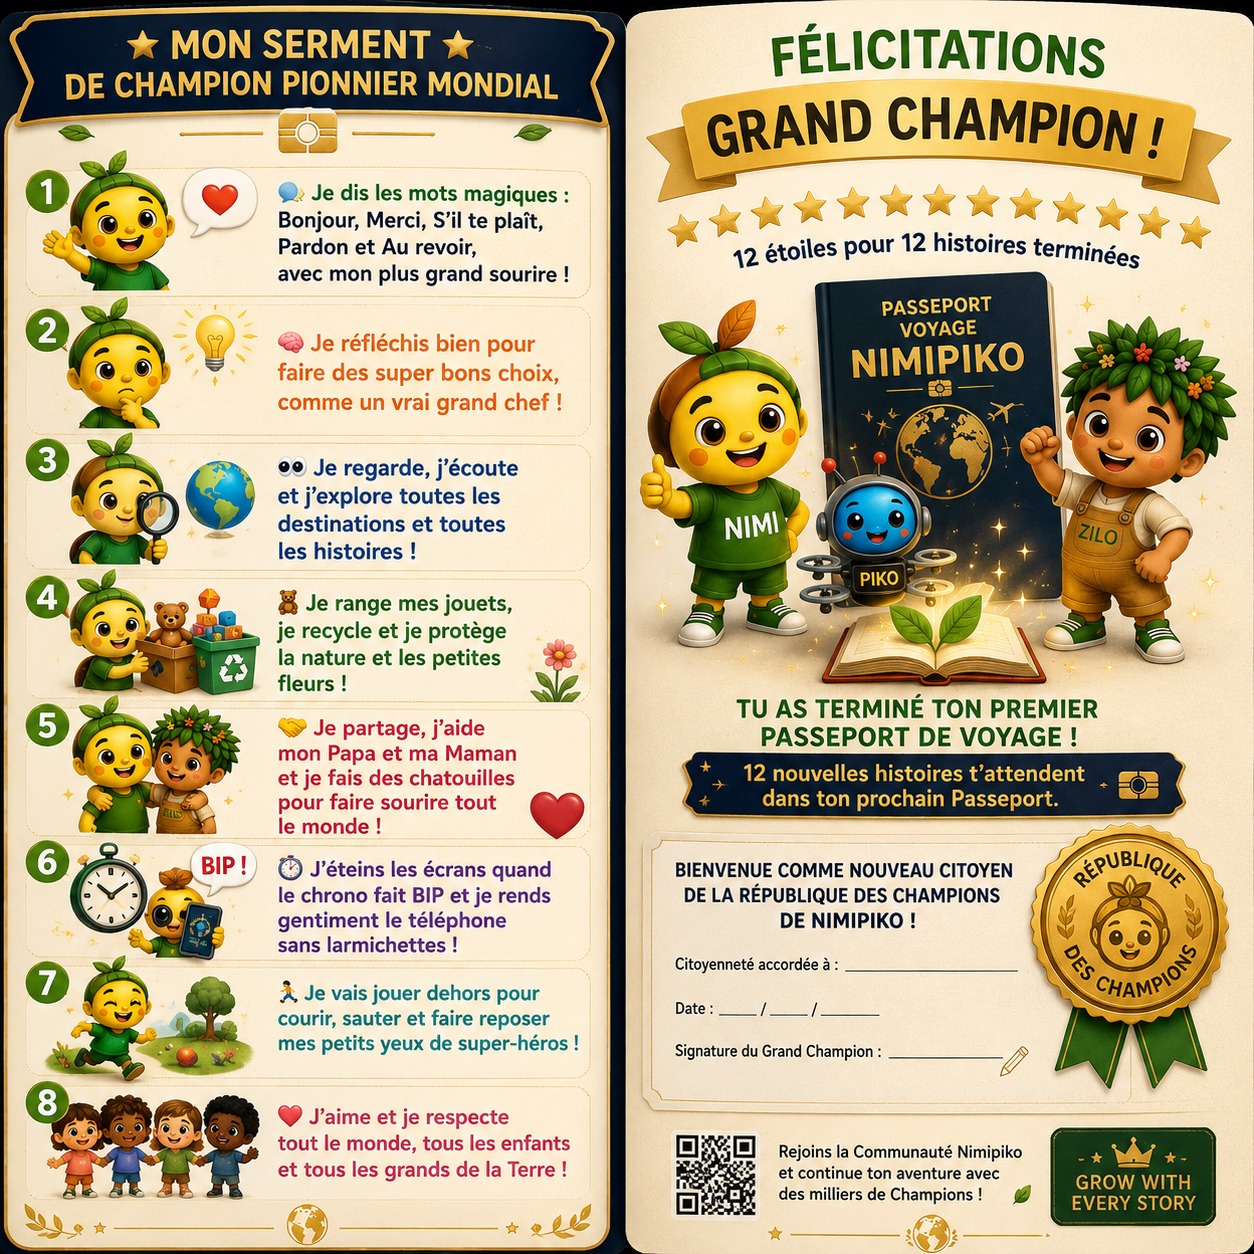 MON SERMENT
DE CHAMPION PIONNIER MONDIAL
1
Je dis les mots magiques :
Bonjour, Merci, S'il te plaît,
Pardon et Au revoir,
avec mon plus grand sourire !
2
Je réfléchis bien pour
faire des super bons choix,
comme un vrai grand chef !
3
Je regarde, j'écoute
et j'explore toutes les
destinations et toutes
les histoires !
4
Je range mes jouets,
je recycle et je protège
la nature et les petites
fleurs !
5
Je partage, j'aide
mon Papa et ma Maman
et je fais des chatouilles
pour faire sourire tout
le monde !
6
BIP !
J'éteins les écrans quand
le chrono fait BIP et je rends
gentiment le téléphone
sans larmichettes !
7
Je vais jouer dehors pour
courir, sauter et faire reposer
mes petits yeux de super-héros !
8
J'aime et je respecte
tout le monde, tous les enfants
et tous les grands de la Terre !
FÉLICITATIONS
GRAND CHAMPION !
12 étoiles pour 12 histoires terminées
PASSEPORT
VOYAGE
NIMIPIKO
NIMI
PIKO
ZILO
TU AS TERMINÉ TON PREMIER
PASSEPORT DE VOYAGE !
12 nouvelles histoires t'attendent
dans ton prochain Passeport.
BIENVENUE COMME NOUVEAU CITOYEN
DE LA RÉPUBLIQUE DES CHAMPIONS
DE NIMIPIKO !
Citoyenneté accordée à :
Date : ____ / ____ / ______
Signature du Grand Champion :
RÉPUBLIQUE
DES CHAMPIONS
Rejoins la Communauté Nimipiko
et continue ton aventure avec
des milliers de Champions !
GROW WITH
EVERY STORY